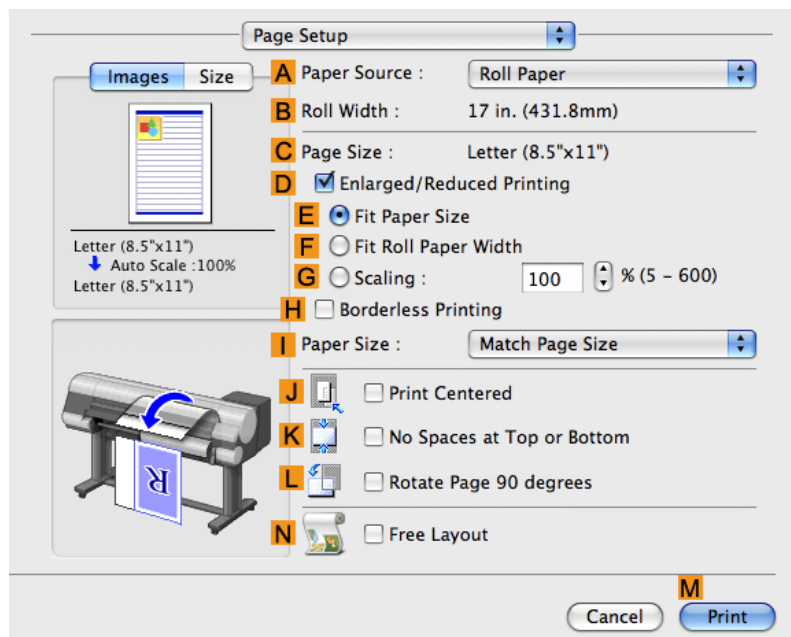 Page Setup
Images Size
A Paper Source : Roll Paper
B Roll Width : 17 in. (431.8mm)
C Page Size : Letter (8.5"x11")
D Enlarged/Reduced Printing
E Fit Paper Size
F Fit Roll Paper Width
G Scaling : 100 % (5 – 600)
Letter (8.5"x11")
Auto Scale :100%
Letter (8.5"x11")
H Borderless Printing
I Paper Size : Match Page Size
J Print Centered
K No Spaces at Top or Bottom
L Rotate Page 90 degrees
R
N Free Layout
M
Cancel Print